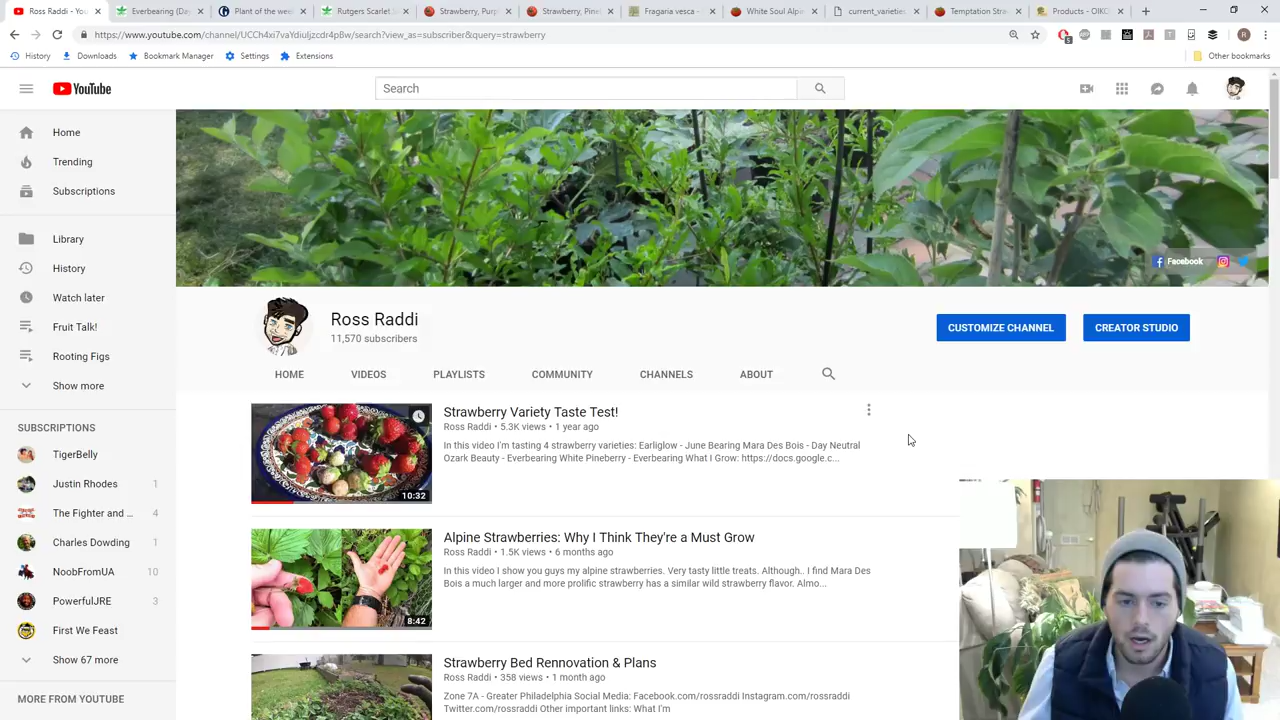 Ross Raddi - You
Everbearing (Day
Plant of the wee
Rutgers Scarlet S
Strawberry, Purp
Strawberry, Pine
Fragaria vesca -
White Soul Alpin
current_varieties
Temptation Stra
Products - OIKO
https://www.youtube.com/channel/UCCh4xi7vaYdiuljzcdr4p8w/search?view_as=subscriber&query=strawberry
History
Downloads
Bookmark Manager
Settings
Extensions
Other bookmarks
YouTube
Search
Home
Trending
Subscriptions
Library
History
Watch later
Fruit Talk!
Rooting Figs
Show more
SUBSCRIPTIONS
TigerBelly
Justin Rhodes 1
The Fighter and ... 4
Charles Dowding 1
NoobFromUA 10
PowerfulJRE 3
First We Feast
Show 67 more
MORE FROM YOUTUBE
Facebook
Ross Raddi
11,570 subscribers
CUSTOMIZE CHANNEL
CREATOR STUDIO
HOME
VIDEOS
PLAYLISTS
COMMUNITY
CHANNELS
ABOUT
10:32
Strawberry Variety Taste Test!
Ross Raddi • 5.3K views • 1 year ago
In this video I'm tasting 4 strawberry varieties: Earliglow - June Bearing Mara Des Bois - Day Neutral
Ozark Beauty - Everbearing White Pineberry - Everbearing What I Grow: https://docs.google.c...
8:42
Alpine Strawberries: Why I Think They're a Must Grow
Ross Raddi • 1.5K views • 6 months ago
In this video I show you guys my alpine strawberries. Very tasty little treats. Although.. I find Mara Des
Bois a much larger and more prolific strawberry has a similar wild strawberry flavor. Almo...
Strawberry Bed Rennovation & Plans
Ross Raddi • 358 views • 1 month ago
Zone 7A - Greater Philadelphia Social Media: Facebook.com/rossraddi Instagram.com/rossraddi
Twitter.com/rossraddi Other important links: What I'm